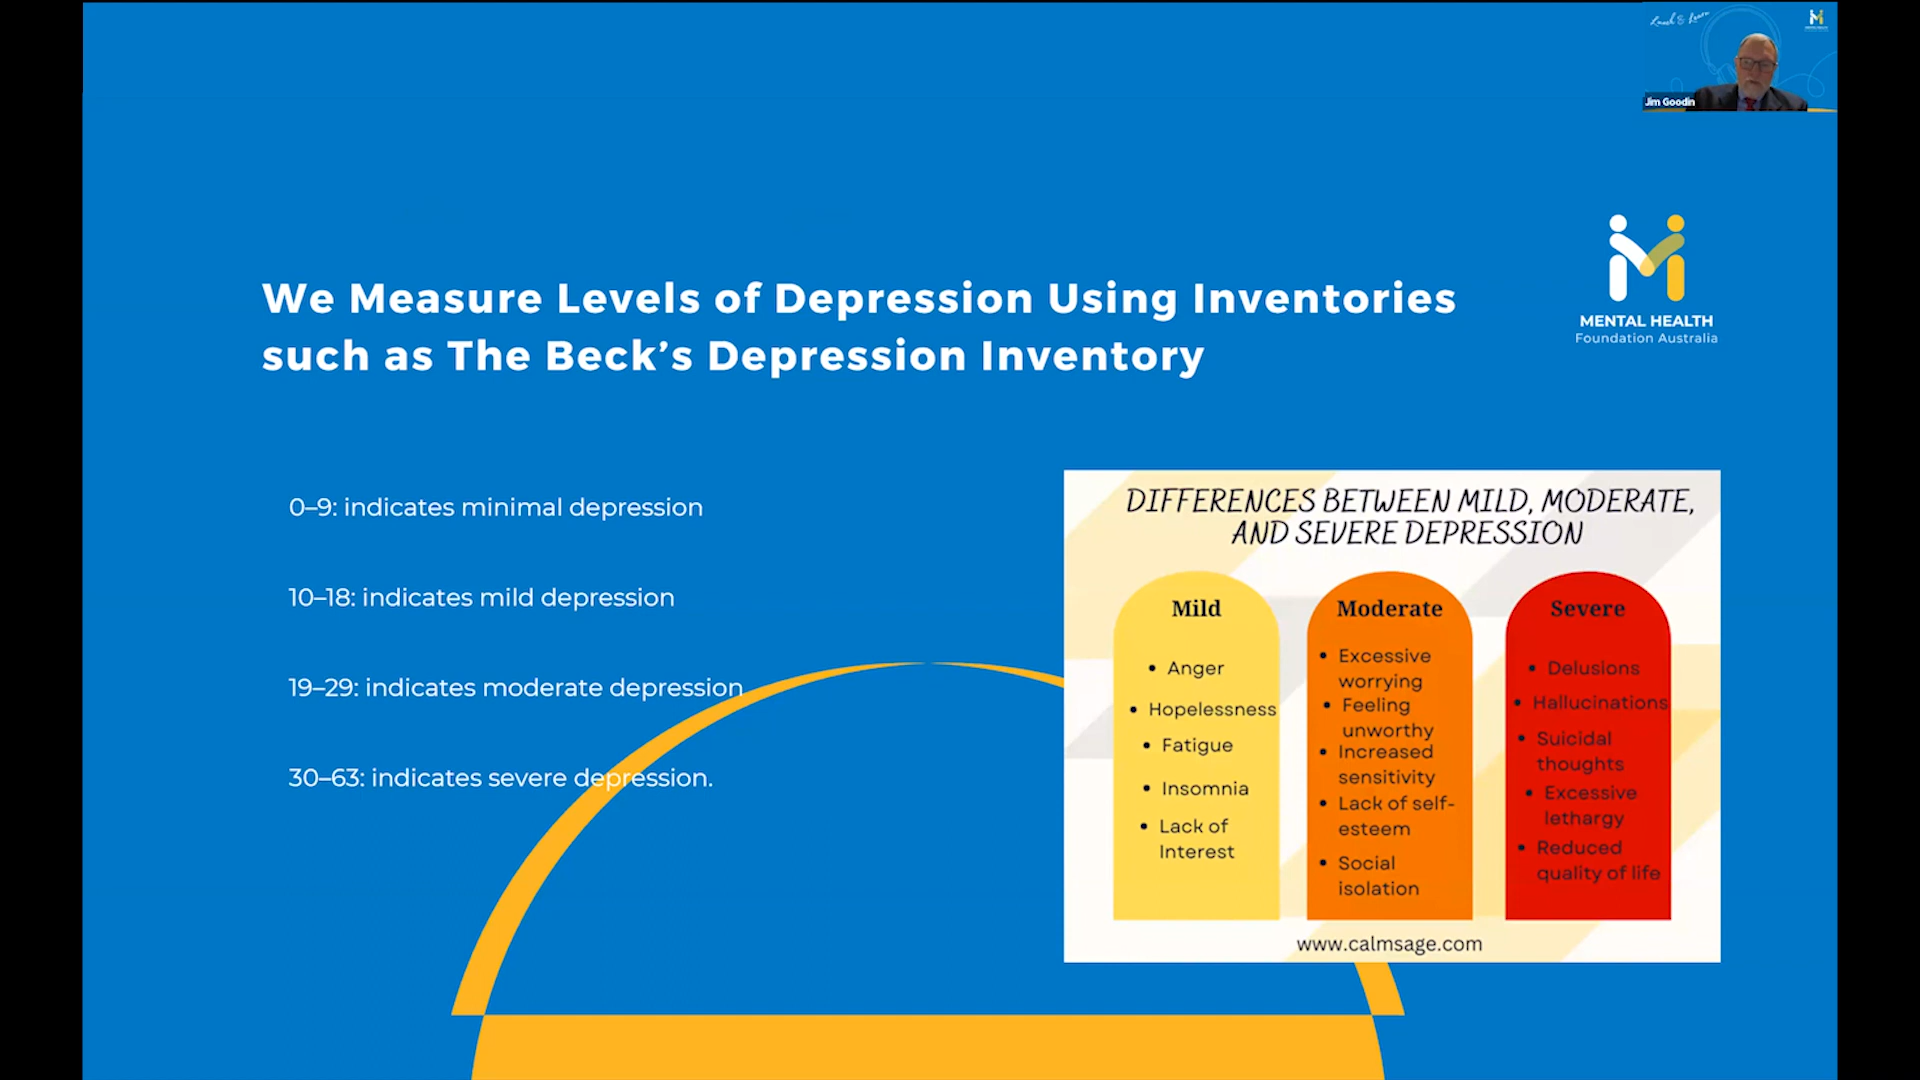 Lunch & Learn
Jim Goodin
MENTAL HEALTH
Foundation Australia
We Measure Levels of Depression Using Inventories
such as The Beck’s Depression Inventory
0–9: indicates minimal depression
10–18: indicates mild depression
19–29: indicates moderate depression
30–63: indicates severe depression.
DIFFERENCES BETWEEN MILD, MODERATE,
AND SEVERE DEPRESSION
Mild
• Anger
• Hopelessness
• Fatigue
• Insomnia
• Lack of
Interest
Moderate
• Excessive
worrying
• Feeling
unworthy
• Increased
sensitivity
• Lack of self-
esteem
• Social
isolation
Severe
• Delusions
• Hallucinations
• Suicidal
thoughts
• Excessive
lethargy
• Reduced
quality of life
www.calmsage.com